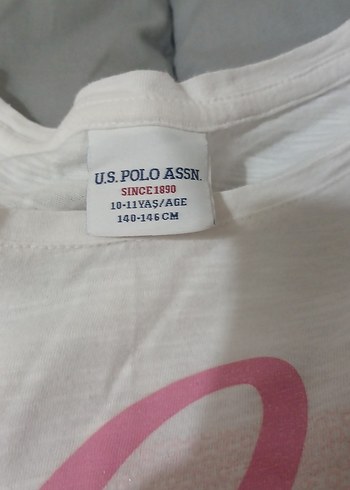 U.S. POLO ASSN.
SINCE 1890
10-11 YAŞ/AGE
140-146 CM